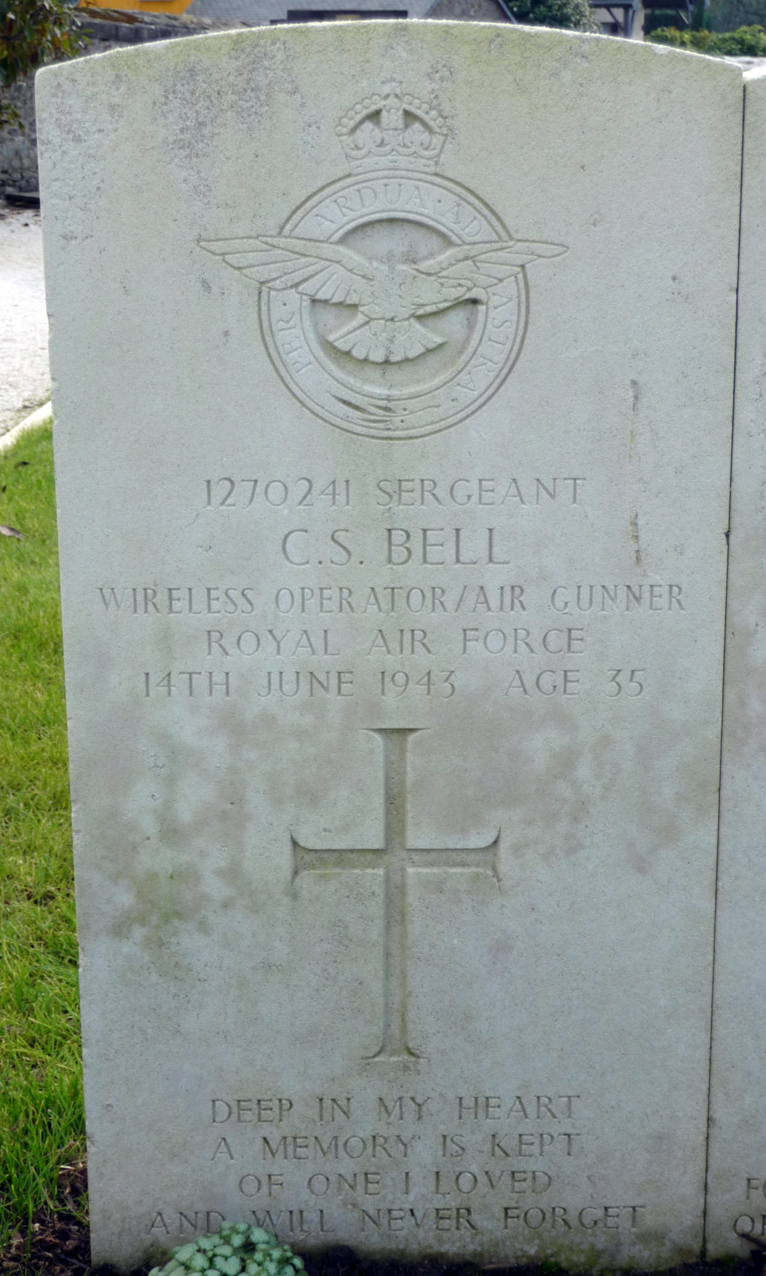 PER · ARDUA · AD ASTRA ·
1270241 SERGEANT
C.S. BELL
WIRELESS OPERATOR/AIR GUNNER
ROYAL AIR FORCE
14TH JUNE 1943 AGE 35
DEEP IN MY HEART
A MEMORY IS KEPT
OF ONE I LOVED
AND WILL NEVER FORGET